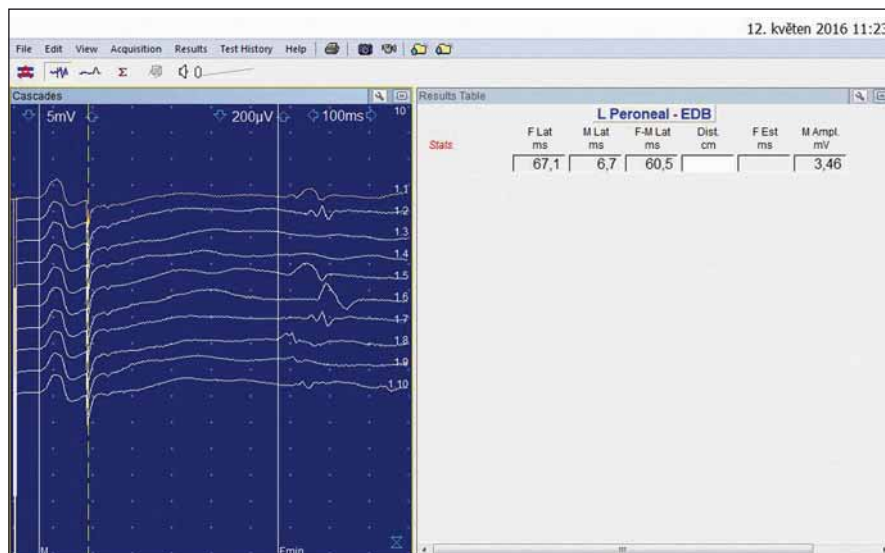 12. květen 2016 11:23
File Edit View Acquisition Results Test History Help
Σ 0
Cascades
Results Table
5mV 200µV 100ms 10
L Peroneal - EDB
F Lat M Lat F-M Lat Dist. F Est M Ampl.
Stats ms ms ms cm ms mV
67,1 6,7 60,5 3,46
1.1
1.2
1.3
1.4
1.5
1.6
1.7
1.8
1.9
1.10
M Fmin